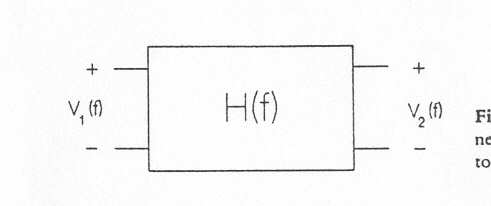 + +
H(f)
V₁(f) V₂(f) Fi
ne
− −
to